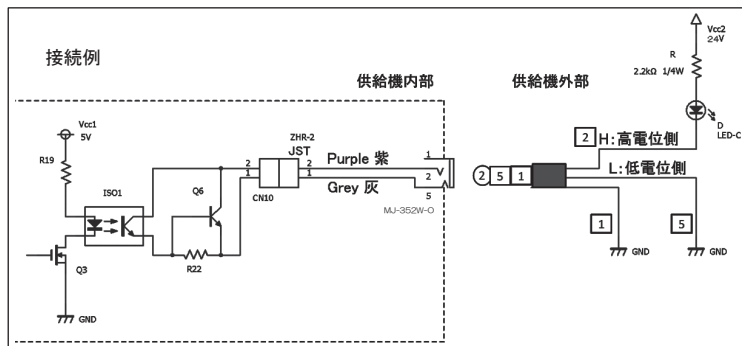 接続例
供給機内部
供給機外部
Vcc2
24V
R
2.2kΩ 1/4W
D
LED-C
Vcc1
5V
R19
ISO1
Q6
Q3
R22
GND
2
1
CN10
ZHR-2
JST
2
1
Purple 紫
Grey 灰
1
2
5
MJ-352W-O
2
5
1
2
H:高電位側
L:低電位側
1
GND
5
GND